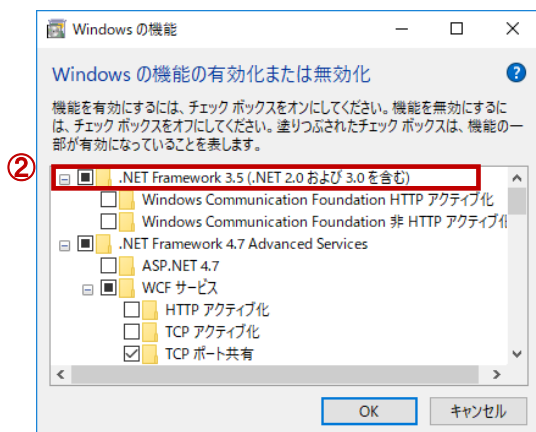 Windows の機能
Windows の機能の有効化または無効化
機能を有効にするには、チェック ボックスをオンにしてください。機能を無効にするに
は、チェック ボックスをオフにしてください。塗りつぶされたチェック ボックスは、機能の一
部が有効になっていることを表します。
②
.NET Framework 3.5 (.NET 2.0 および 3.0 を含む)
Windows Communication Foundation HTTP アクティブ化
Windows Communication Foundation 非 HTTP アクティブ化
.NET Framework 4.7 Advanced Services
ASP.NET 4.7
WCF サービス
HTTP アクティブ化
TCP アクティブ化
TCP ポート共有
OK
キャンセル